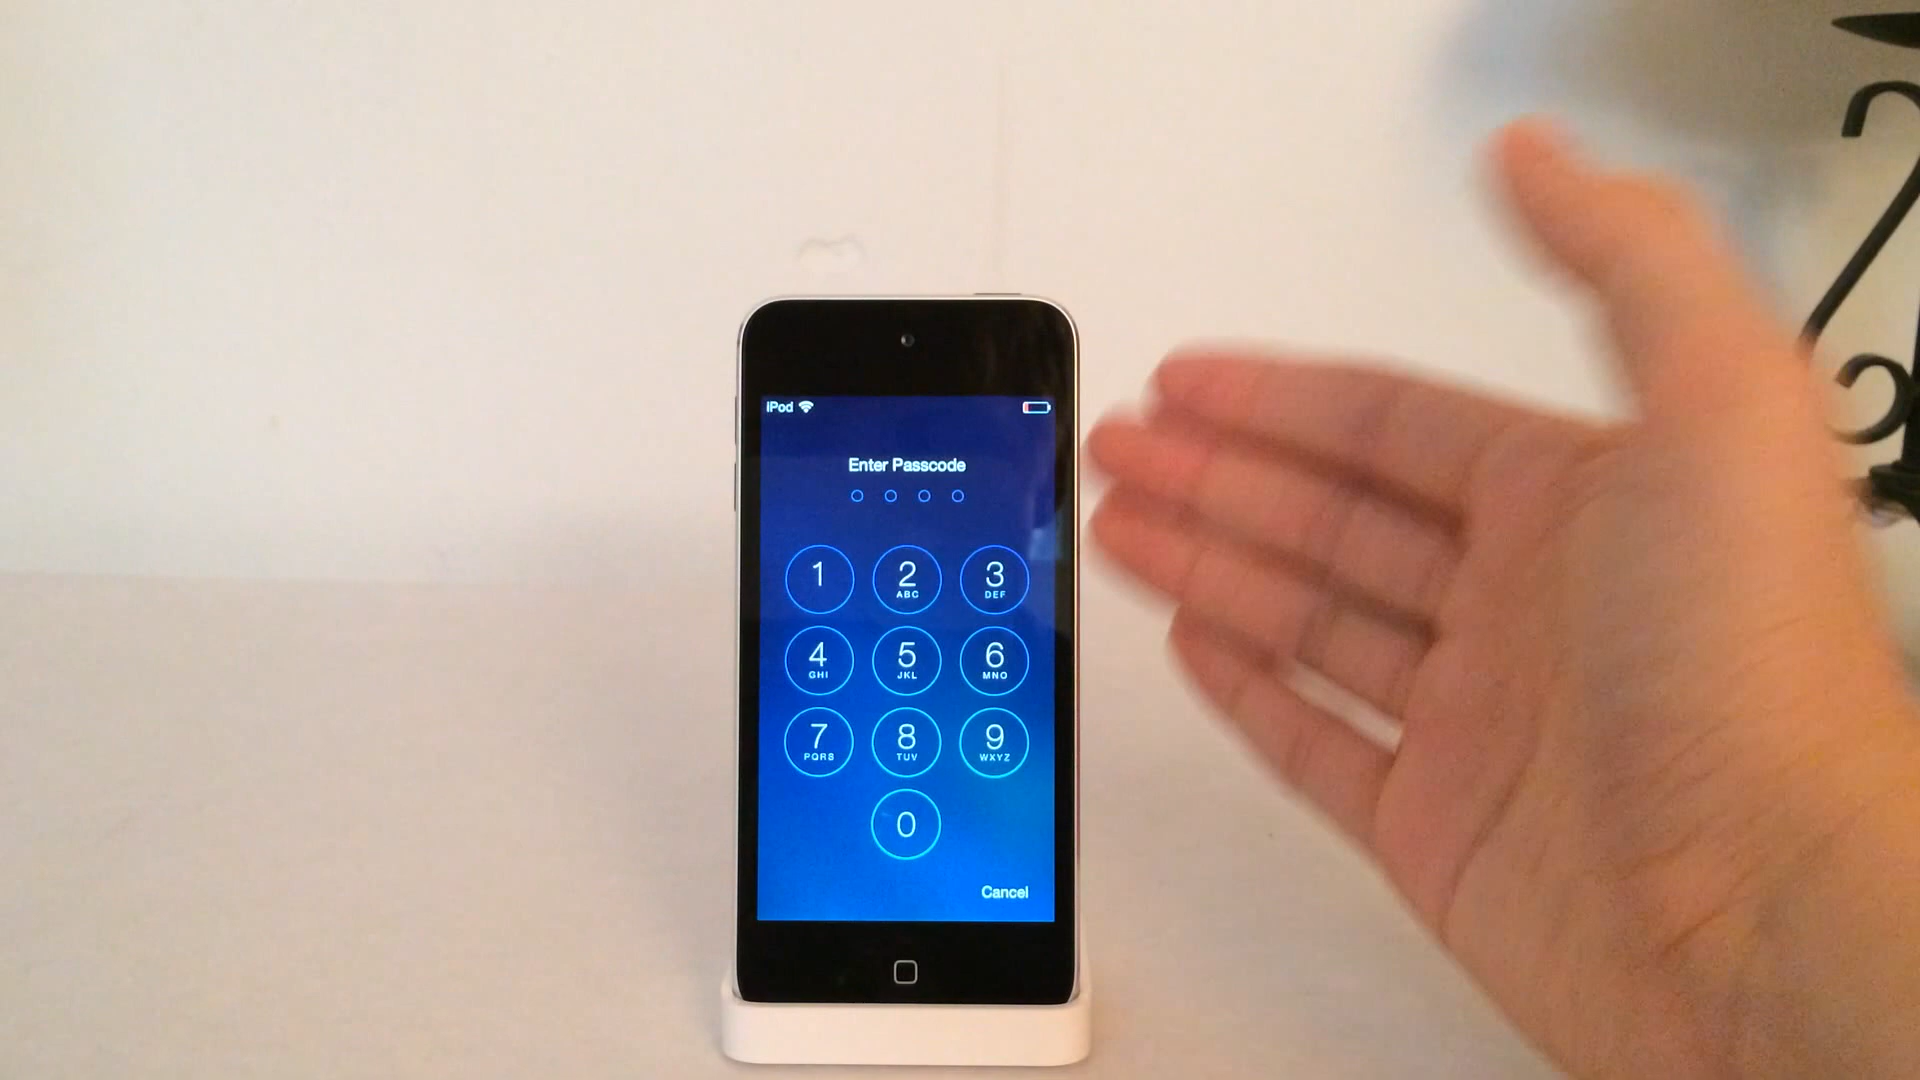 iPod
Enter Passcode
1 2 3
ABC DEF
4 5 6
GHI JKL MNO
7 8 9
PQRS TUV WXYZ
0
Cancel